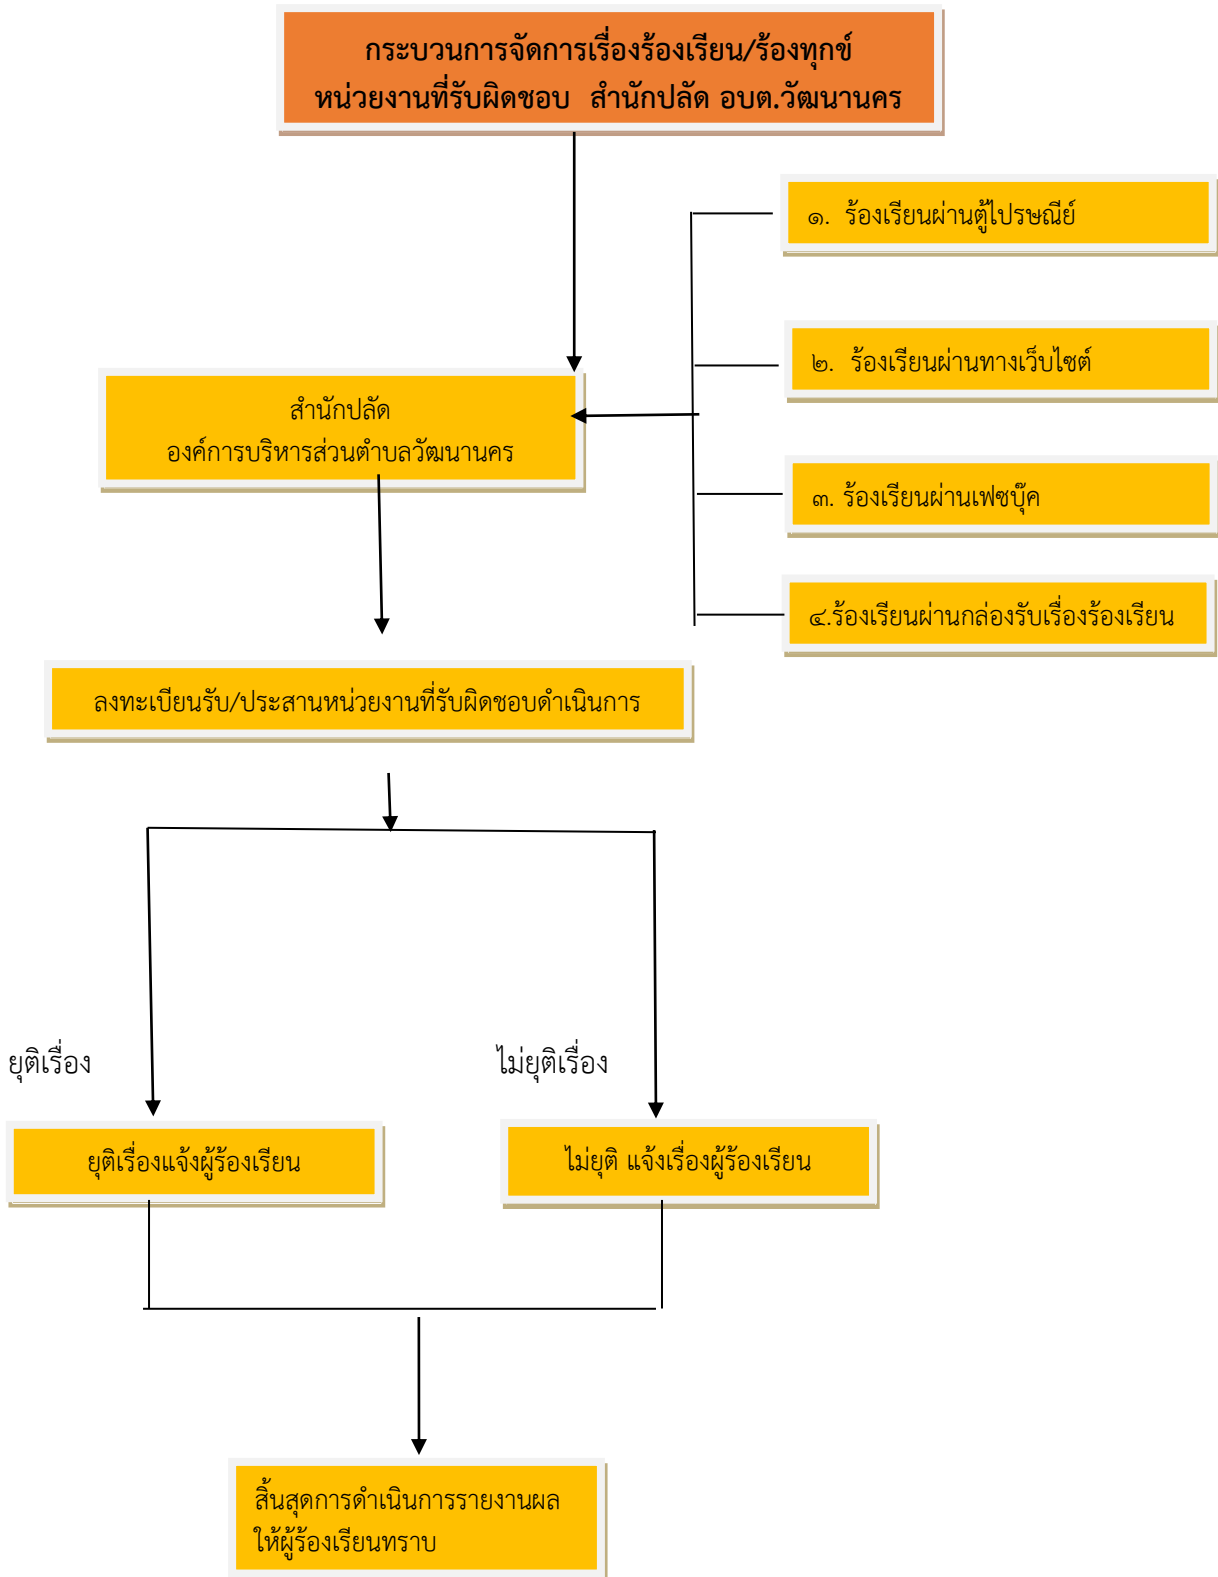 กระบวนการจัดการเรื่องร้องเรียน/ร้องทุกข์
หน่วยงานที่รับผิดชอบ สำนักปลัด อบต.วัฒนานคร
๑. ร้องเรียนผ่านตู้ไปรษณีย์
๒. ร้องเรียนผ่านทางเว็บไซต์
สำนักปลัด
องค์การบริหารส่วนตำบลวัฒนานคร
๓. ร้องเรียนผ่านเฟซบุ๊ค
๔.ร้องเรียนผ่านกล่องรับเรื่องร้องเรียน
ลงทะเบียนรับ/ประสานหน่วยงานที่รับผิดชอบดำเนินการ
ยุติเรื่อง
ไม่ยุติเรื่อง
ยุติเรื่องแจ้งผู้ร้องเรียน
ไม่ยุติ แจ้งเรื่องผู้ร้องเรียน
สิ้นสุดการดำเนินการรายงานผล
ให้ผู้ร้องเรียนทราบ